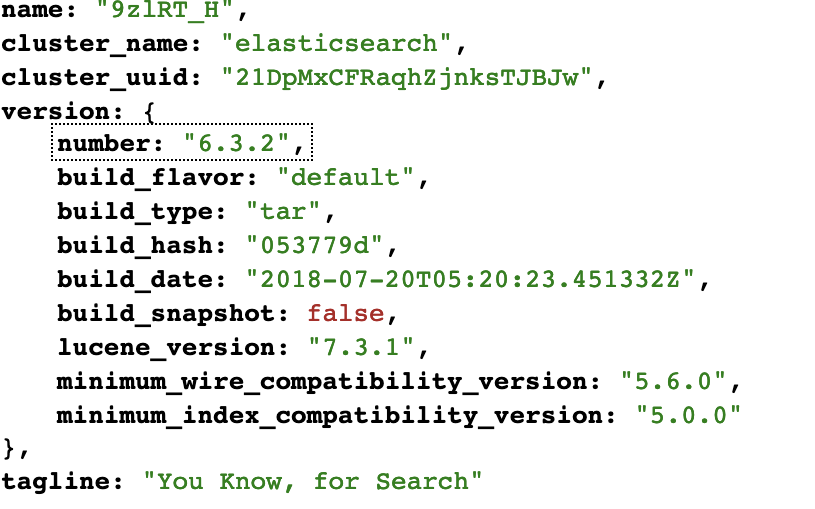 name: "9zlRT_H",
cluster_name: "elasticsearch",
cluster_uuid: "21DpMxCFRaqhZjnksTJBJw",
version: {
number: "6.3.2",
build_flavor: "default",
build_type: "tar",
build_hash: "053779d",
build_date: "2018-07-20T05:20:23.451332Z",
build_snapshot: false,
lucene_version: "7.3.1",
minimum_wire_compatibility_version: "5.6.0",
minimum_index_compatibility_version: "5.0.0"
},
tagline: "You Know, for Search"